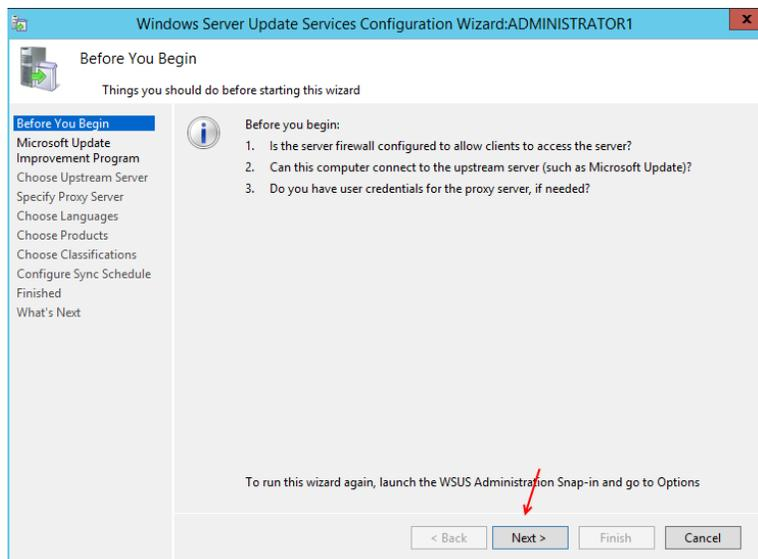 Windows Server Update Services Configuration Wizard:ADMINISTRATOR1
x
Before You Begin
Things you should do before starting this wizard
Before You Begin
Microsoft Update
Improvement Program
Choose Upstream Server
Specify Proxy Server
Choose Languages
Choose Products
Choose Classifications
Configure Sync Schedule
Finished
What's Next
Before you begin:
1. Is the server firewall configured to allow clients to access the server?
2. Can this computer connect to the upstream server (such as Microsoft Update)?
3. Do you have user credentials for the proxy server, if needed?
To run this wizard again, launch the WSUS Administration Snap-in and go to Options
< Back
Next >
Finish
Cancel